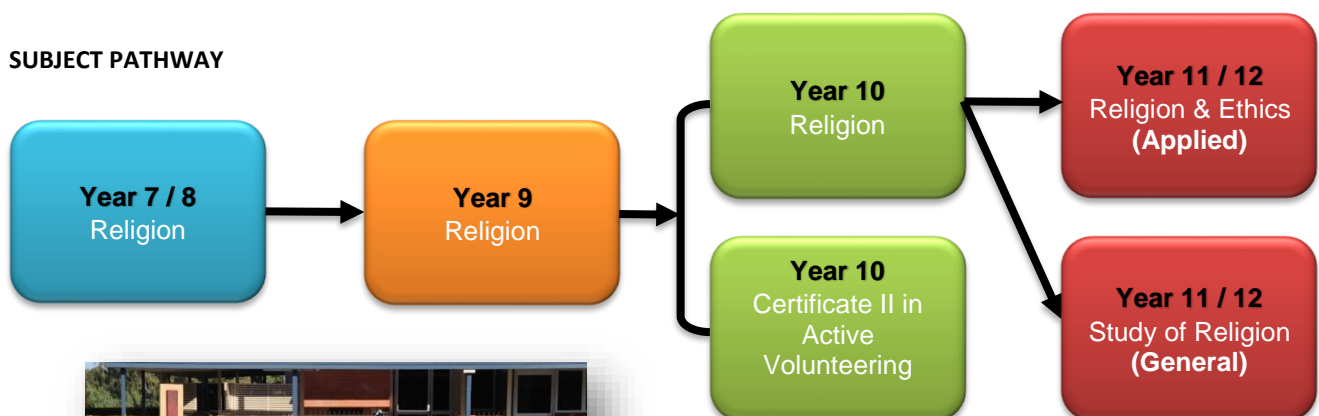 SUBJECT PATHWAY
Year 7 / 8
Religion
Year 9
Religion
Year 10
Religion
Year 10
Certificate II in
Active
Volunteering
Year 11 / 12
Religion & Ethics
(Applied)
Year 11 / 12
Study of Religion
(General)